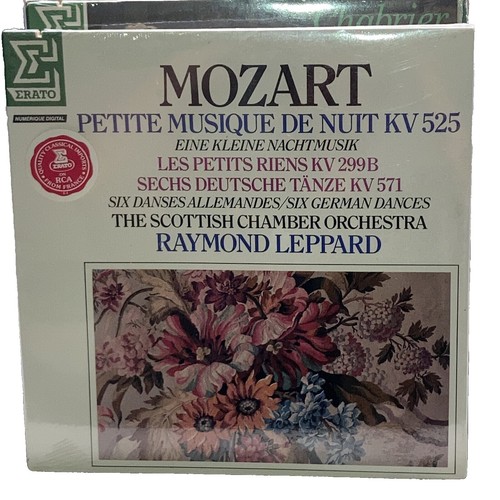 Chabrier
ERATO
NUMÉRIQUE DIGITAL
MOZART
PETITE MUSIQUE DE NUIT KV 525
EINE KLEINE NACHTMUSIK
LES PETITS RIENS KV 299B
SECHS DEUTSCHE TÄNZE KV 571
SIX DANSES ALLEMANDES/SIX GERMAN DANCES
THE SCOTTISH CHAMBER ORCHESTRA
RAYMOND LEPPARD
QUALITY CLASSICAL IMPORTS
ERATO
RCA
FROM FRANCE